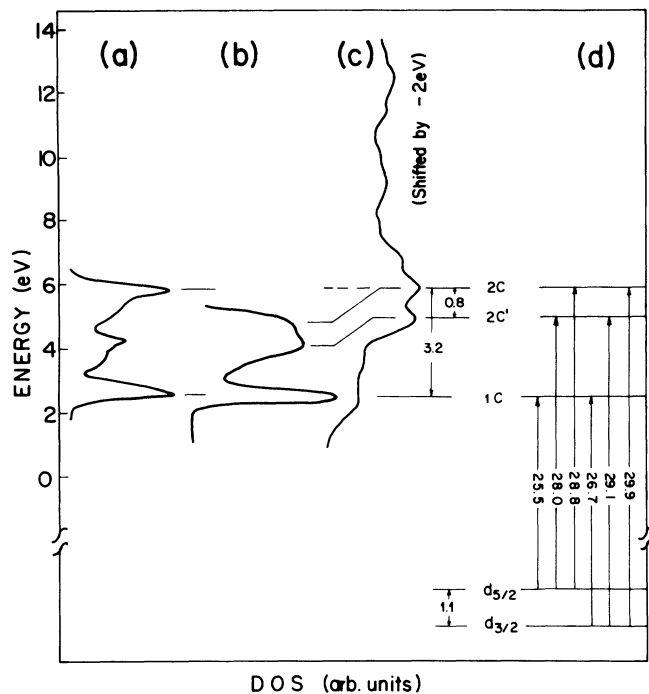 14
12
10
8
6
4
2
0
ENERGY (eV)
(a)
(b)
(c)
(d)
(Shifted by - 2eV)
2C
0.8
2C'
3.2
1C
25.5
28.0
28.8
26.7
29.1
29.9
d5/2
1.1
d3/2
DOS (arb. units)